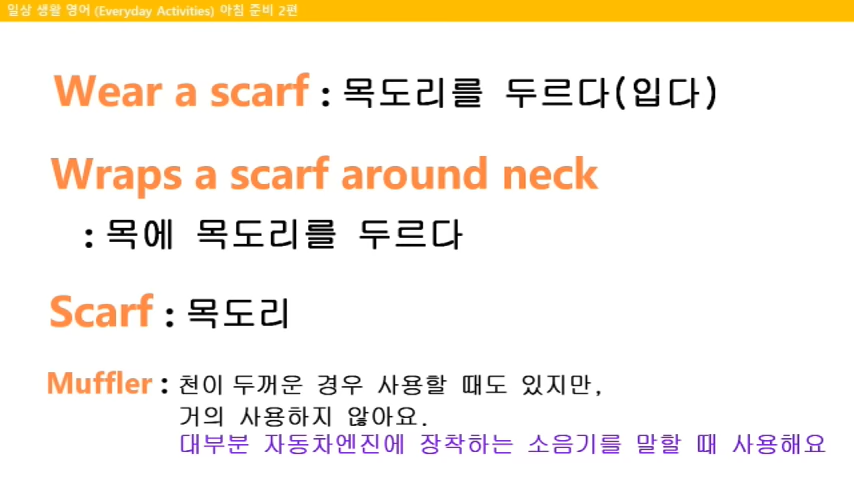 일상 생활 영어 (Everyday Activities) 아침 준비 2편
Wear a scarf : 목도리를 두르다(입다)
Wraps a scarf around neck
: 목에 목도리를 두르다
Scarf : 목도리
Muffler : 천이 두꺼운 경우 사용할 때도 있지만,
거의 사용하지 않아요.
대부분 자동차엔진에 장착하는 소음기를 말할 때 사용해요